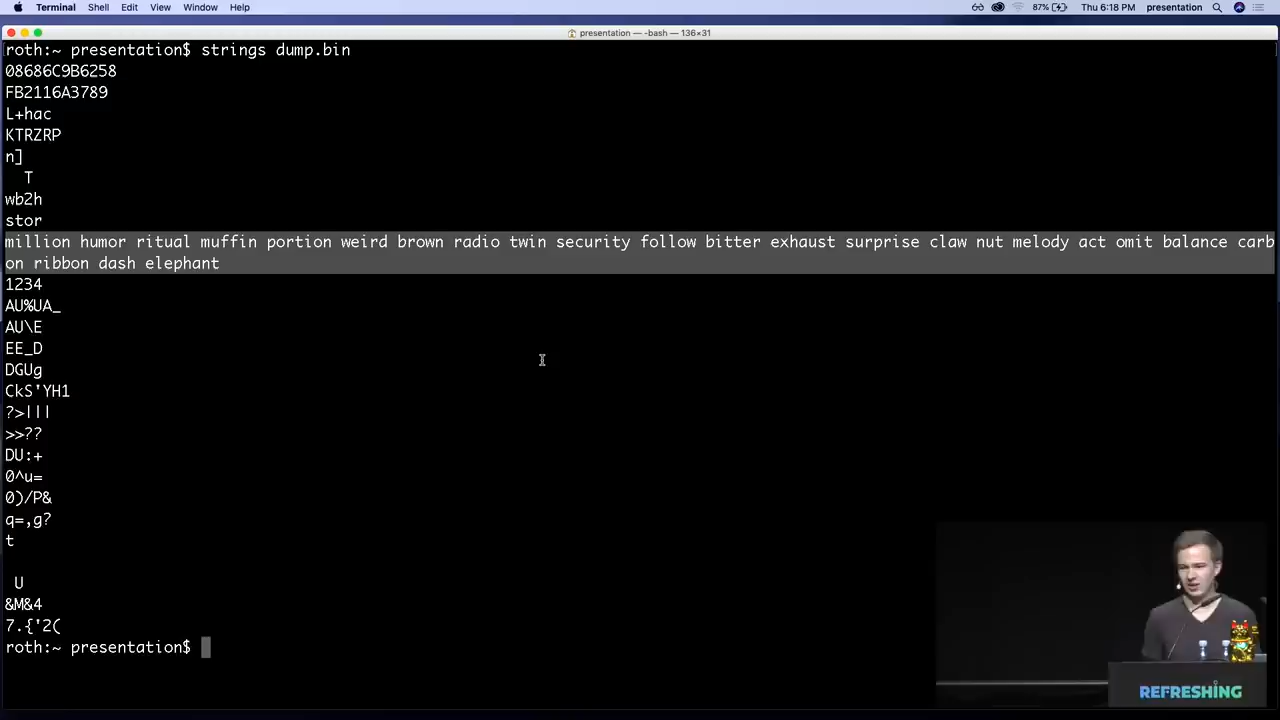 Terminal Shell Edit View Window Help 87% Thu 6:18 PM presentation
presentation — -bash — 136×31
roth:~ presentation$ strings dump.bin
08686C9B6258
FB2116A3789
L+hac
KTRZRP
n]
T
wb2h
stor
million humor ritual muffin portion weird brown radio twin security follow bitter exhaust surprise claw nut melody act omit balance carb
on ribbon dash elephant
1234
AU%UA_
AU\E
EE_D
DGUg
CkS'YH1
?>|||
>>??
DU:+
0^u=
0)/P&
q=,g?
t
U
&M&4
7.{'2(
roth:~ presentation$
REFRESHING